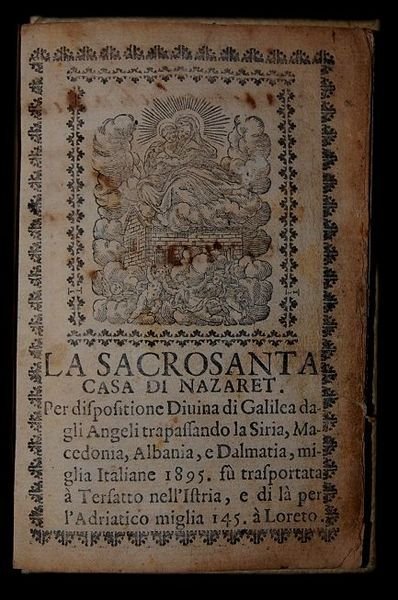 LA SACROSANTA
CASA DI NAZARET.
Per dispositione Diuina di Galilea da-
gli Angeli trapassando la Siria, Ma-
cedonia, Albania, e Dalmatia, mi-
glia Italiane 1895. fù trasportata
à Tersatto nell'Istria, e di là per
l'Adriatico miglia 145. à Loreto.